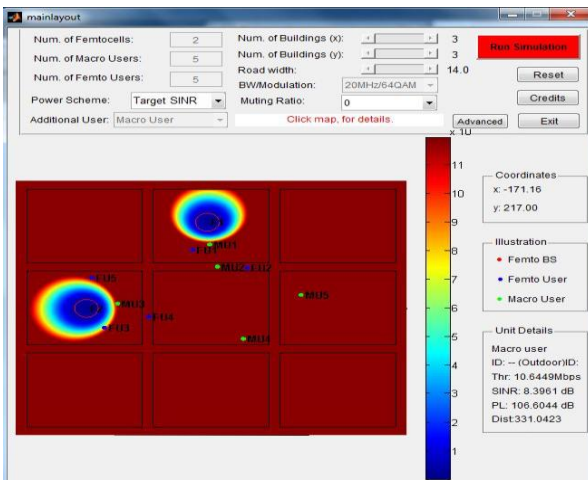 mainlayout
Num. of Femtocells: 2
Num. of Macro Users: 5
Num. of Femto Users: 5
Power Scheme: Target SINR
Additional User: Macro User
Num. of Buildings (x): 3
Num. of Buildings (y): 3
Road width: 14.0
BW/Modulation: 20MHz/64QAM
Muting Ratio: 0
Click map, for details.
Run Simulation
Reset
Credits
Advanced
Exit
11
10
9
8
7
6
5
4
3
2
1
MU1
FU1
MU2
FU2
FU5
MU3
FU4
FU3
MU5
MU4
Coordinates
x: -171.16
y: 217.00
Illustration
Femto BS
Femto User
Macro User
Unit Details
Macro user
ID: -- (Outdoor)ID:
Thr: 10.6449Mbps
SINR: 8.3961 dB
PL: 106.6044 dB
Dist:331.0423